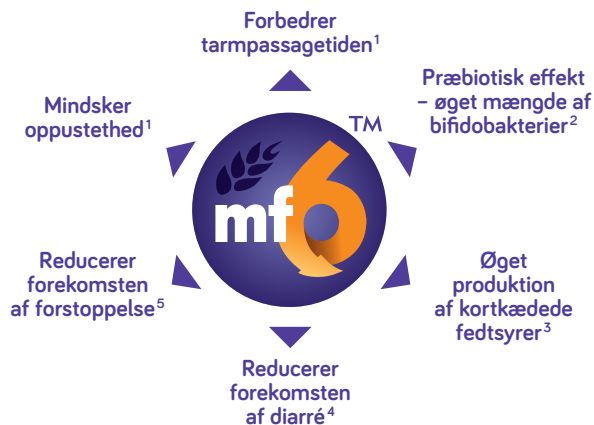 Forbedrer
tarmpassagetiden¹
Præbiotisk effekt
– øget mængde af
bifidobakterier²
Øget
produktion
af kortkædede
fedtsyrer³
Reducerer
forekomsten
af diarré⁴
Reducerer
forekomsten
af forstoppelse⁵
Mindsker
oppustethed¹
mf6
TM